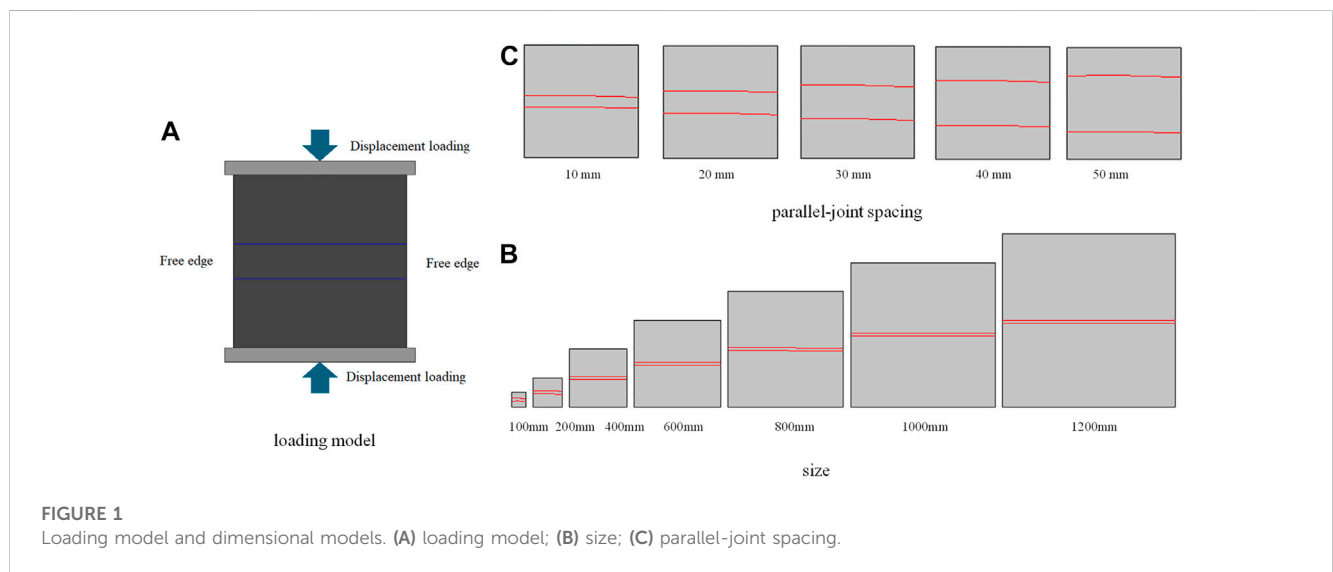 A
Displacement loading
Free edge
Free edge
Displacement loading
loading model
C
10 mm
20 mm
30 mm
40 mm
50 mm
parallel-joint spacing
B
100mm
200mm
400mm
600mm
800mm
1000mm
1200mm
size
FIGURE 1
Loading model and dimensional models. (A) loading model; (B) size; (C) parallel-joint spacing.